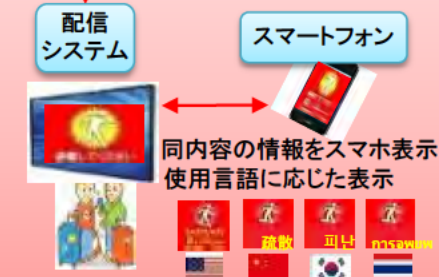 配信
システム
スマートフォン
同内容の情報をスマホ表示
使用言語に応じた表示
疏散
피난
การอพยพ